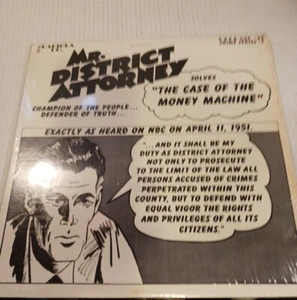 MR.
DISTRICT
ATTORNEY
SOLVES
"THE CASE OF THE
MONEY MACHINE"
CHAMPION OF THE PEOPLE...
DEFENDER OF TRUTH...
EXACTLY AS HEARD ON NBC ON APRIL 11, 1951.
"...AND IT SHALL BE MY
DUTY AS DISTRICT ATTORNEY
NOT ONLY TO PROSECUTE
TO THE LIMIT OF THE LAW ALL
PERSONS ACCUSED OF CRIMES
PERPETRATED WITHIN THIS
COUNTY, BUT TO DEFEND WITH
EQUAL VIGOR THE RIGHTS
AND PRIVILEGES OF ALL ITS
CITIZENS."